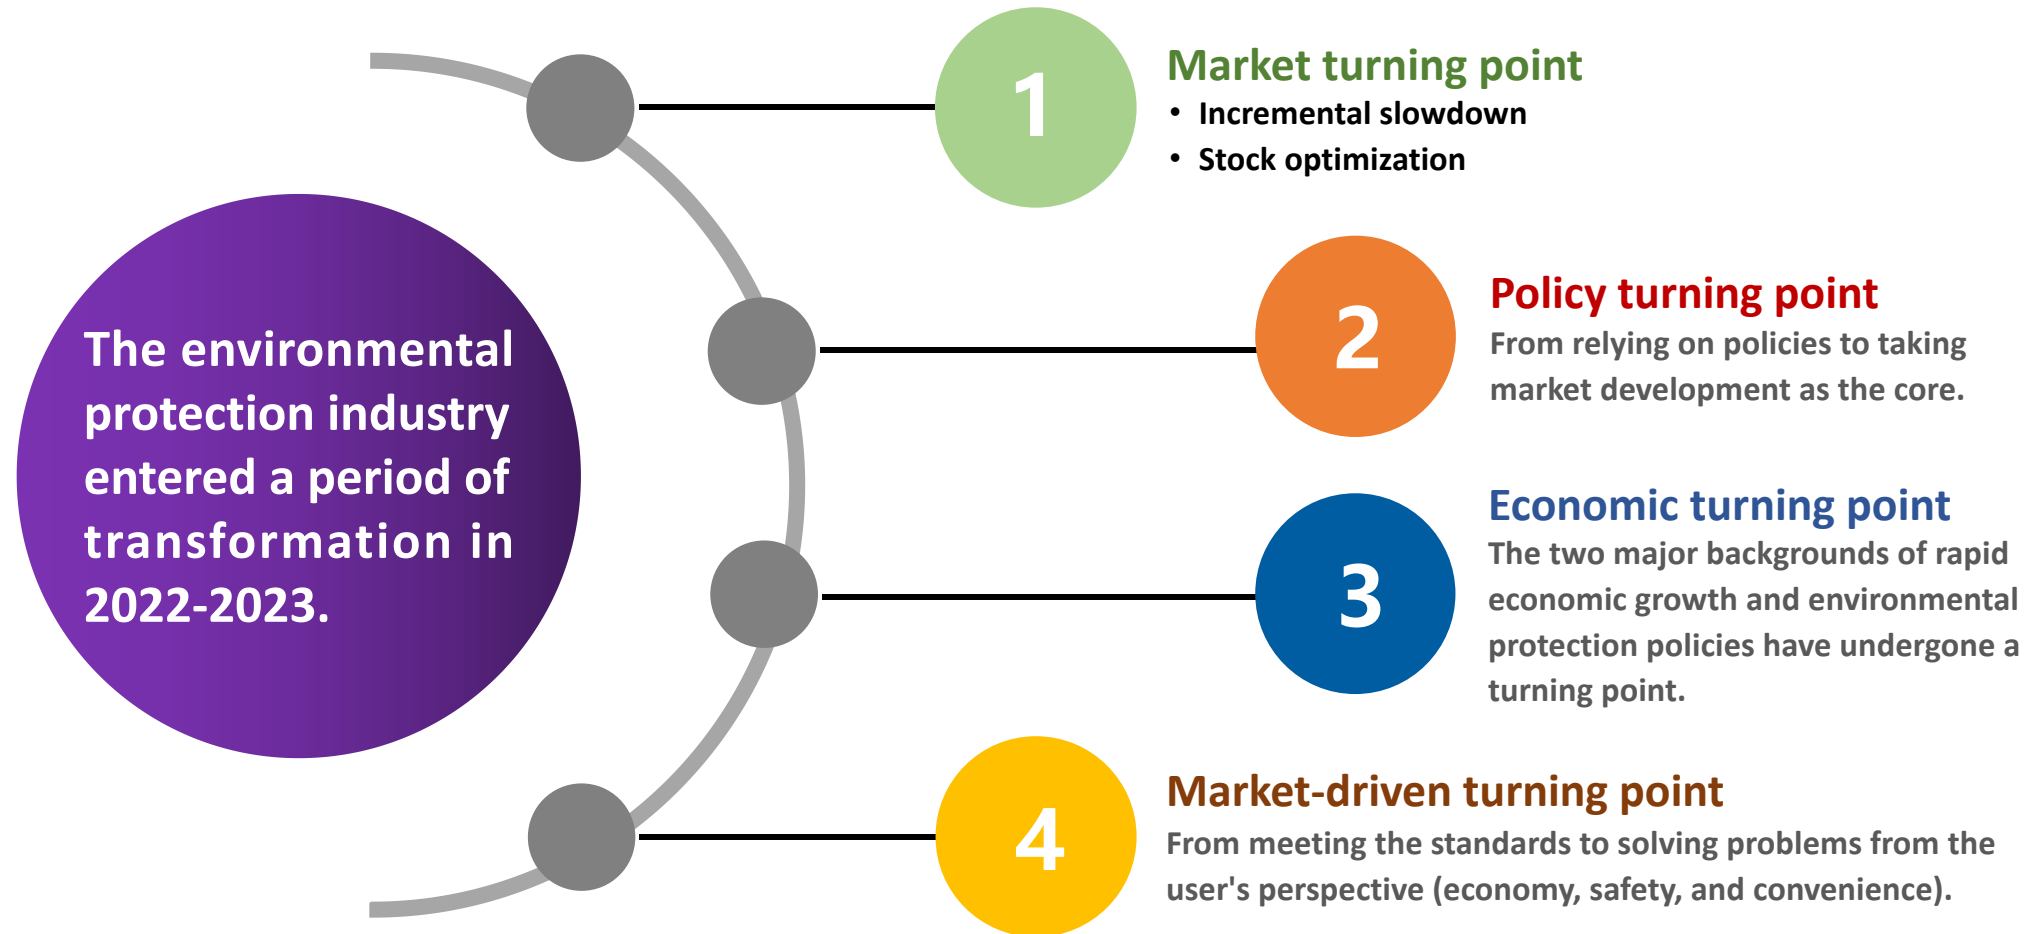 The environmental
protection industry
entered a period of
transformation in
2022-2023.
1
Market turning point
• Incremental slowdown
• Stock optimization
2
Policy turning point
From relying on policies to taking
market development as the core.
3
Economic turning point
The two major backgrounds of rapid
economic growth and environmental
protection policies have undergone a
turning point.
4
Market-driven turning point
From meeting the standards to solving problems from the
user's perspective (economy, safety, and convenience).